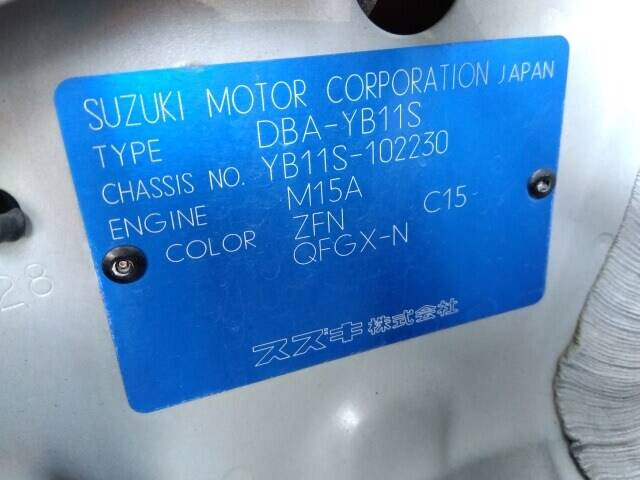 SUZUKI MOTOR CORPORATION JAPAN
TYPE DBA-YB11S
CHASSIS NO. YB11S-102230
ENGINE M15A
COLOR ZFN C15
QFGX-N
スズキ株式会社
28